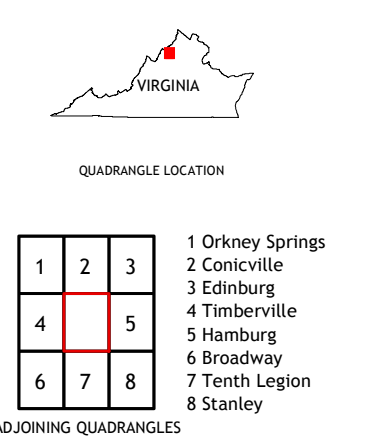 VIRGINIA
QUADRANGLE LOCATION
1 2 3
4 5
6 7 8
1 Orkney Springs
2 Conicville
3 Edinburg
4 Timberville
5 Hamburg
6 Broadway
7 Tenth Legion
8 Stanley
ADJOINING QUADRANGLES